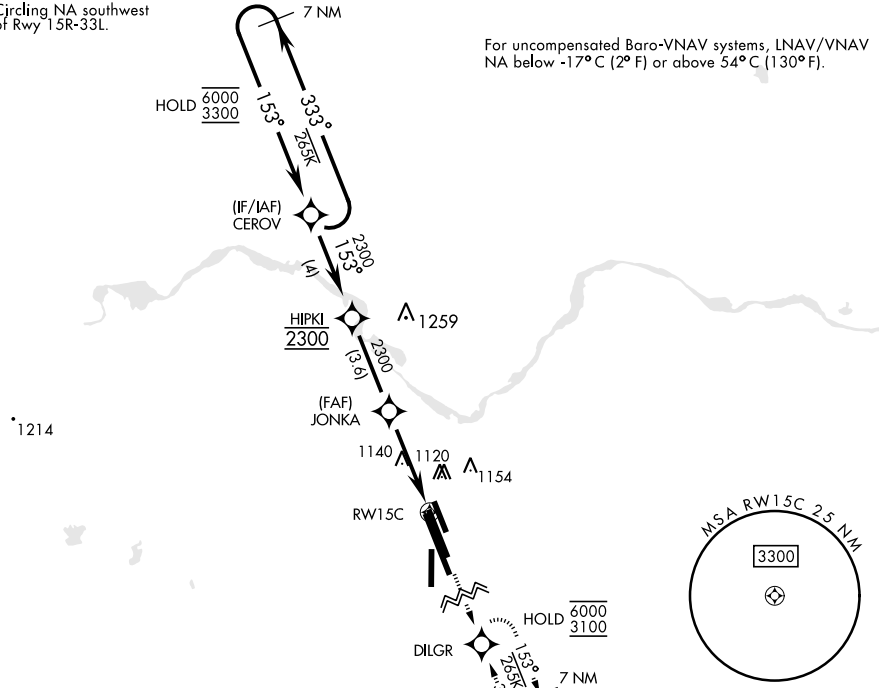 Circling NA southwest
of Rwy 15R-33L.
7 NM
For uncompensated Baro-VNAV systems, LNAV/VNAV
NA below -17°C (2°F) or above 54°C (130°F).
HOLD 6000
3300
153°
333°
265K
(IF/IAF)
CEROV
2300
153°
(4)
HIPKI
2300
1259
2300
(3.6)
(FAF)
JONKA
1214
1140
1120
1154
RW15C
MSA RW15C 25 NM
3300
HOLD 6000
3100
DILGR
153°
265K
7 NM